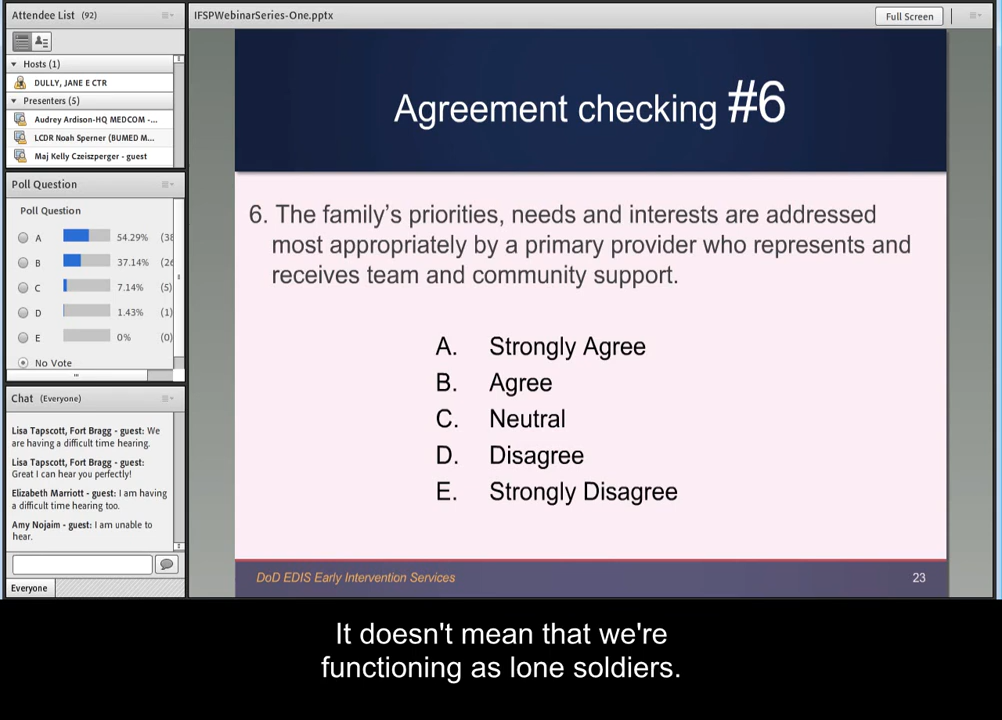 Attendee List (92)
Hosts (1)
DULLY, JANE E CTR
Presenters (5)
Audrey Ardison-HQ MEDCOM -...
LCDR Noah Sperner (BUMED M...
Maj Kelly Czeiszperger - guest
Poll Question
Poll Question
A 54.29% (38
B 37.14% (26
C 7.14% (5)
D 1.43% (1)
E 0% (0)
No Vote
Chat (Everyone)
Lisa Tapscott, Fort Bragg - guest: We
are having a difficult time hearing.
Lisa Tapscott, Fort Bragg - guest:
Great I can hear you perfectly!
Elizabeth Marriott - guest: I am having
a difficult time hearing too.
Amy Nojaim - guest: I am unable to
hear.
Everyone
IFSPWebinarSeries-One.pptx
Full Screen
Agreement checking #6
6. The family’s priorities, needs and interests are addressed
most appropriately by a primary provider who represents and
receives team and community support.
A. Strongly Agree
B. Agree
C. Neutral
D. Disagree
E. Strongly Disagree
DoD EDIS Early Intervention Services 23
It doesn't mean that we're
functioning as lone soldiers.